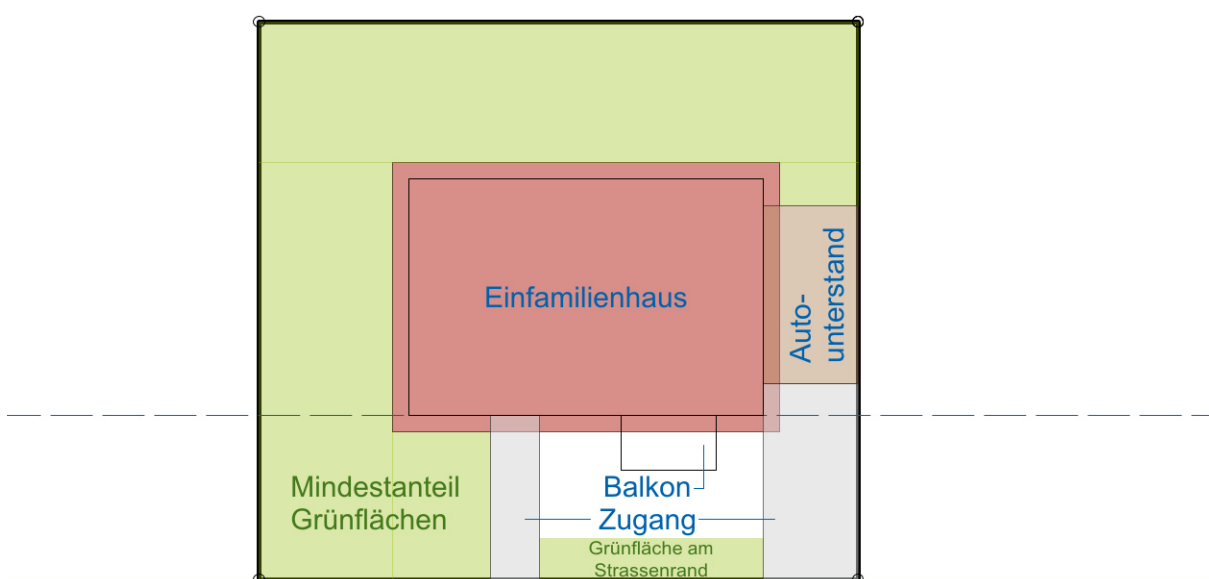 Einfamilienhaus
Auto-
unterstand
Mindestanteil
Grünflächen
Balkon
Zugang
Grünfläche am
Strassenrand